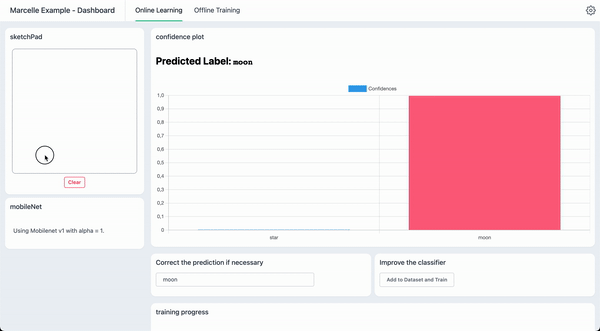 Marcelle Example - Dashboard
Online Learning
Offline Training
sketchPad
Clear
mobileNet
Using Mobilenet v1 with alpha = 1.
confidence plot
Predicted Label: moon
Confidences
1,0
0,9
0,8
0,7
0,6
0,5
0,4
0,3
0,2
0,1
0
star
moon
Correct the prediction if necessary
moon
Improve the classifier
Add to Dataset and Train
training progress